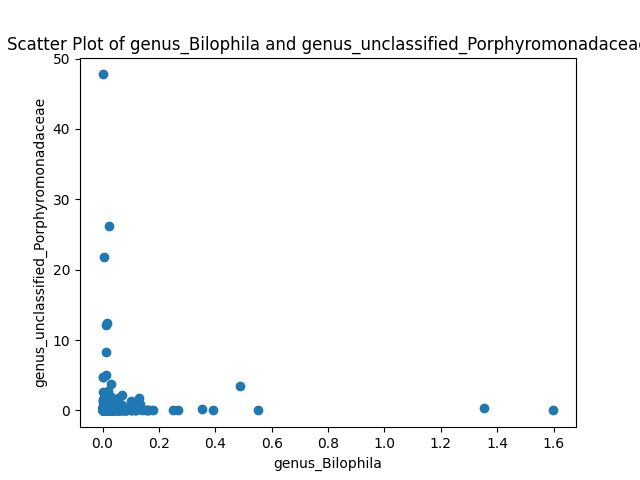 Scatter Plot of genus_Bilophila and genus_unclassified_Porphyromonadaceae
50
40
30
20
10
0
genus_unclassified_Porphyromonadaceae
0.0 0.2 0.4 0.6 0.8 1.0 1.2 1.4 1.6
genus_Bilophila